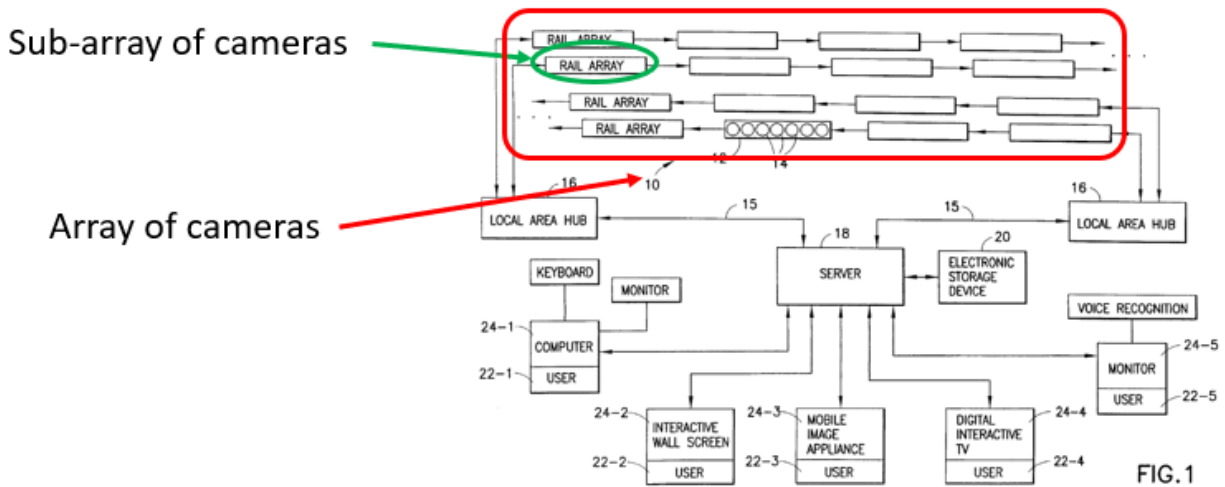 Sub-array of cameras
RAIL ARRAY
RAIL ARRAY
RAIL ARRAY
RAIL ARRAY
12
14
10
Array of cameras
16
LOCAL AREA HUB
15
15
16
LOCAL AREA HUB
18
SERVER
20
ELECTRONIC
STORAGE
DEVICE
KEYBOARD
MONITOR
VOICE RECOGNITION
24-1
COMPUTER
22-1
USER
24-5
MONITOR
USER
22-5
24-2
INTERACTIVE
WALL SCREEN
22-2
USER
24-3
MOBILE
IMAGE
APPLIANCE
22-3
USER
DIGITAL
INTERACTIVE
TV
24-4
USER
22-4
FIG.1